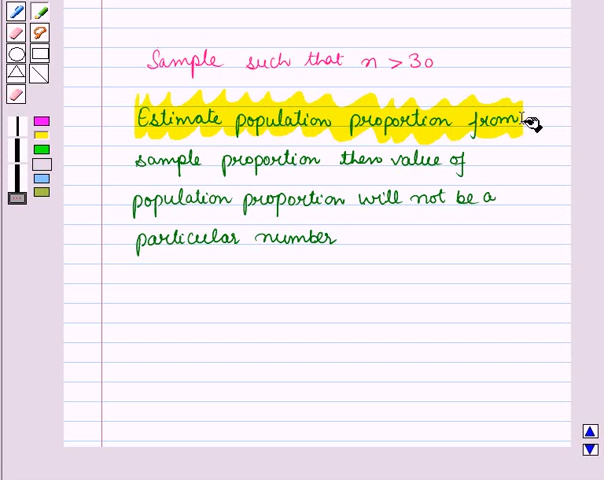 Sample such that n > 30
Estimate population proportion from
sample proportion then value of
population proportion will not be a
particular number